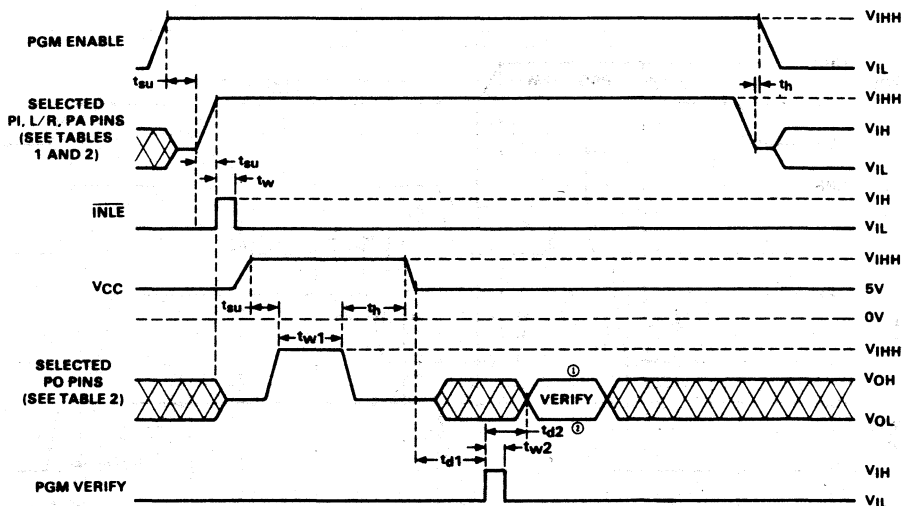 PGM ENABLE
VIHH
VIL
tsu
th
SELECTED
PI, L/R, PA PINS
(SEE TABLES
1 AND 2)
VIHH
VIH
VIL
tsu
tw
INLE
VIH
VIL
VCC
VIHH
5V
0V
tsu
th
tw1
SELECTED
PO PINS
(SEE TABLE 2)
VIHH
VOH
VOL
①
VERIFY
②
td2
tw2
td1
PGM VERIFY
VIH
VIL